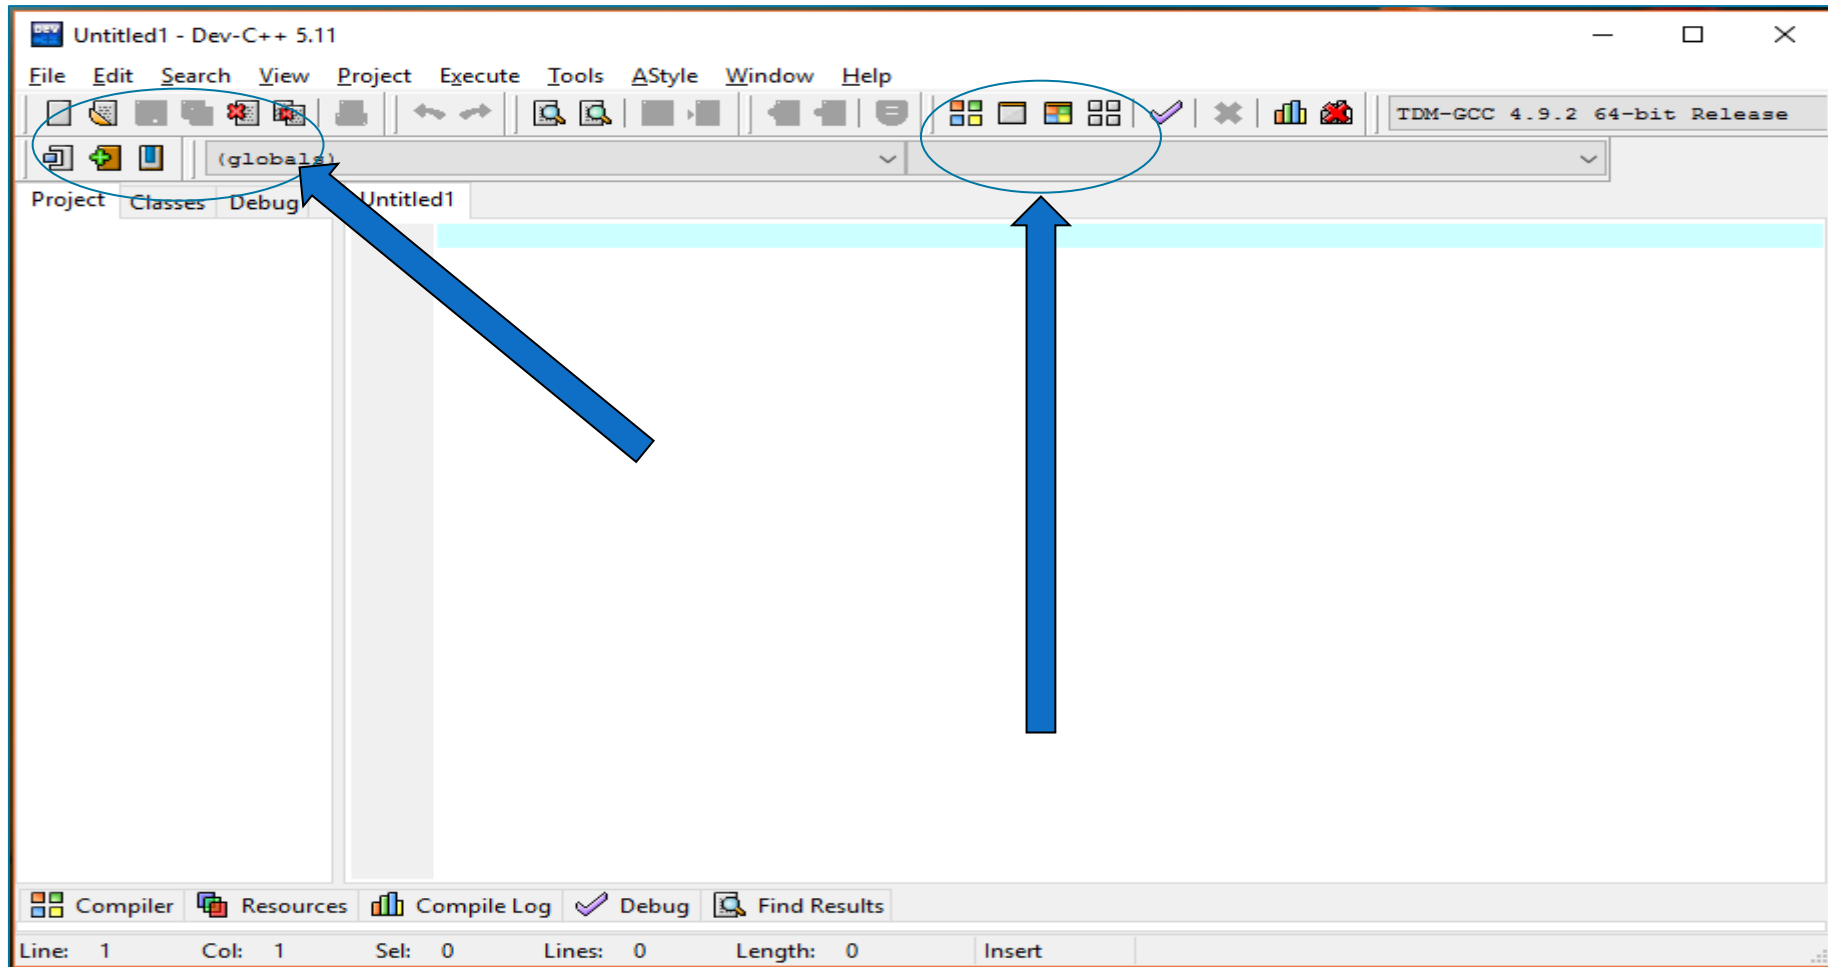 DEV
Untitled1 - Dev-C++ 5.11
File Edit Search View Project Execute Tools AStyle Window Help
TDM-GCC 4.9.2 64-bit Release
(globals)
Project Classes Debug Untitled1
Compiler Resources Compile Log Debug Find Results
Line: 1 Col: 1 Sel: 0 Lines: 0 Length: 0 Insert